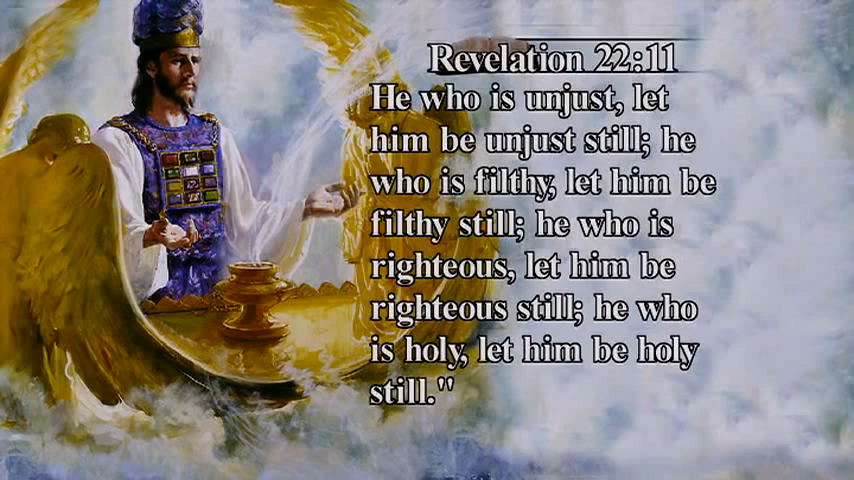 Revelation 22:11
He who is unjust, let
him be unjust still; he
who is filthy, let him be
filthy still; he who is
righteous, let him be
righteous still; he who
is holy, let him be holy
still."